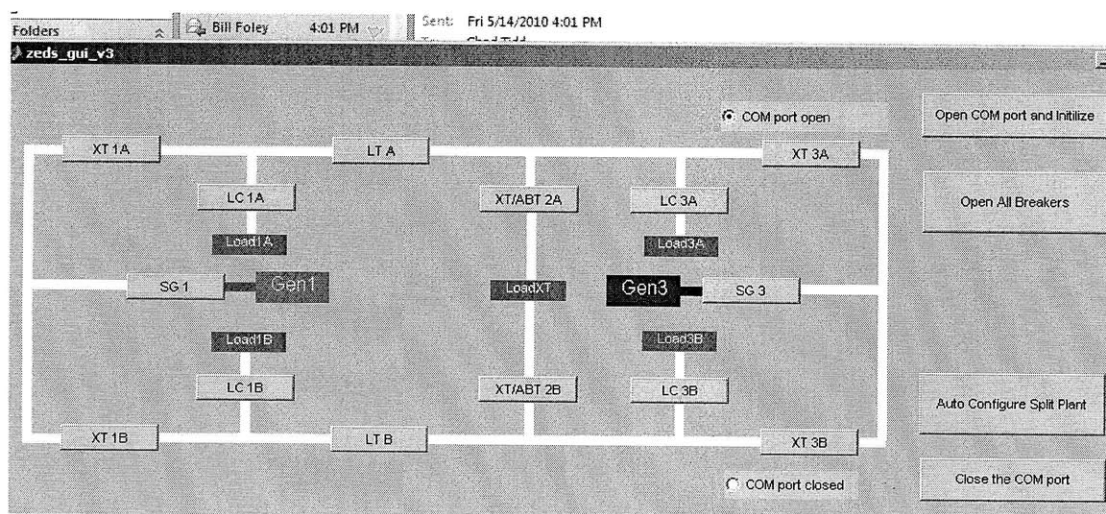 Folders
Bill Foley 4:01 PM
Sent: Fri 5/14/2010 4:01 PM
zeds_gui_v3
COM port open
Open COM port and Initilize
XT 1A
LT A
XT 3A
LC 1A
XT/ABT 2A
LC 3A
Open All Breakers
Load1A
Load3A
SG 1
Gen1
LoadXT
Gen3
SG 3
Load1B
Load3B
LC 1B
XT/ABT 2B
LC 3B
Auto Configure Split Plant
XT 1B
LT B
XT 3B
COM port closed
Close the COM port